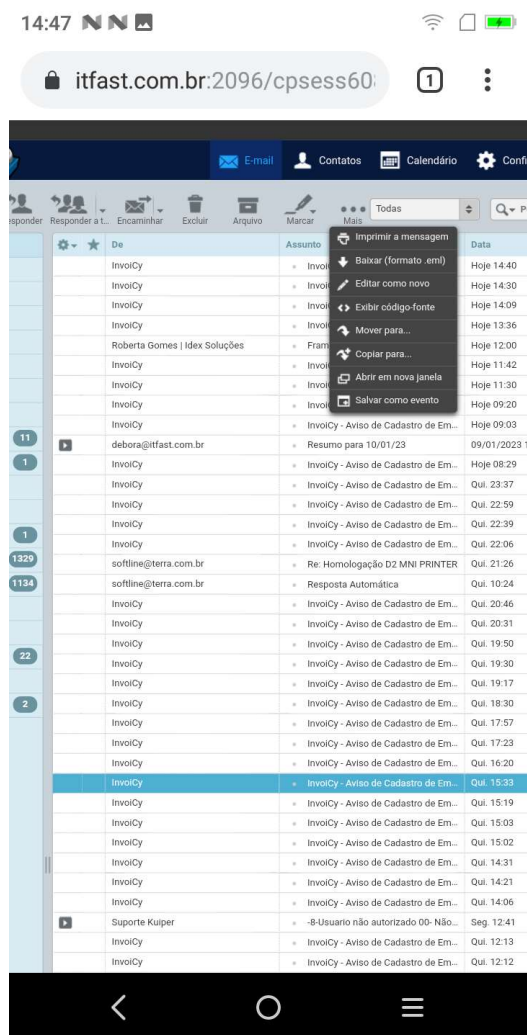 14:47
itfast.com.br:2096/cpsess60
1
E-mail Contatos Calendário Confi
esponder Responder a t... Encaminhar Excluir Arquivo Marcar Mais Todas P
De Assunto Data
Imprimir a mensagem
Baixar (formato .eml)
Editar como novo
Exibir código-fonte
Mover para...
Copiar para...
Abrir em nova janela
Salvar como evento
InvoiCy Invoi Hoje 14:40
InvoiCy Invoi Hoje 14:30
InvoiCy Invoi Hoje 14:09
InvoiCy Invoi Hoje 13:36
Roberta Gomes | Idex Soluções Fram Hoje 12:00
InvoiCy Invoi Hoje 11:42
InvoiCy Invoi Hoje 11:30
InvoiCy Invoi Hoje 09:20
InvoiCy InvoiCy - Aviso de Cadastro de Em... Hoje 09:03
11 debora@itfast.com.br Resumo para 10/01/23 09/01/2023 1
1 InvoiCy InvoiCy - Aviso de Cadastro de Em... Hoje 08:29
InvoiCy InvoiCy - Aviso de Cadastro de Em... Qui. 23:37
InvoiCy InvoiCy - Aviso de Cadastro de Em... Qui. 22:59
InvoiCy InvoiCy - Aviso de Cadastro de Em... Qui. 22:39
1 InvoiCy InvoiCy - Aviso de Cadastro de Em... Qui. 22:06
1329 softline@terra.com.br Re: Homologação D2 MNI PRINTER Qui. 21:26
1134 softline@terra.com.br Resposta Automática Qui. 10:24
InvoiCy InvoiCy - Aviso de Cadastro de Em... Qui. 20:46
InvoiCy InvoiCy - Aviso de Cadastro de Em... Qui. 20:31
InvoiCy InvoiCy - Aviso de Cadastro de Em... Qui. 19:50
22 InvoiCy InvoiCy - Aviso de Cadastro de Em... Qui. 19:30
InvoiCy InvoiCy - Aviso de Cadastro de Em... Qui. 19:17
2 InvoiCy InvoiCy - Aviso de Cadastro de Em... Qui. 18:30
InvoiCy InvoiCy - Aviso de Cadastro de Em... Qui. 17:57
InvoiCy InvoiCy - Aviso de Cadastro de Em... Qui. 17:23
InvoiCy InvoiCy - Aviso de Cadastro de Em... Qui. 16:20
InvoiCy InvoiCy - Aviso de Cadastro de Em... Qui. 15:33
InvoiCy InvoiCy - Aviso de Cadastro de Em... Qui. 15:19
InvoiCy InvoiCy - Aviso de Cadastro de Em... Qui. 15:03
InvoiCy InvoiCy - Aviso de Cadastro de Em... Qui. 15:02
InvoiCy InvoiCy - Aviso de Cadastro de Em... Qui. 14:31
InvoiCy InvoiCy - Aviso de Cadastro de Em... Qui. 14:21
InvoiCy InvoiCy - Aviso de Cadastro de Em... Qui. 14:06
Suporte Kuiper -8-Usuario não autorizado 00- Não... Seg. 12:41
InvoiCy InvoiCy - Aviso de Cadastro de Em... Qui. 12:13
InvoiCy InvoiCy - Aviso de Cadastro de Em... Qui. 12:12